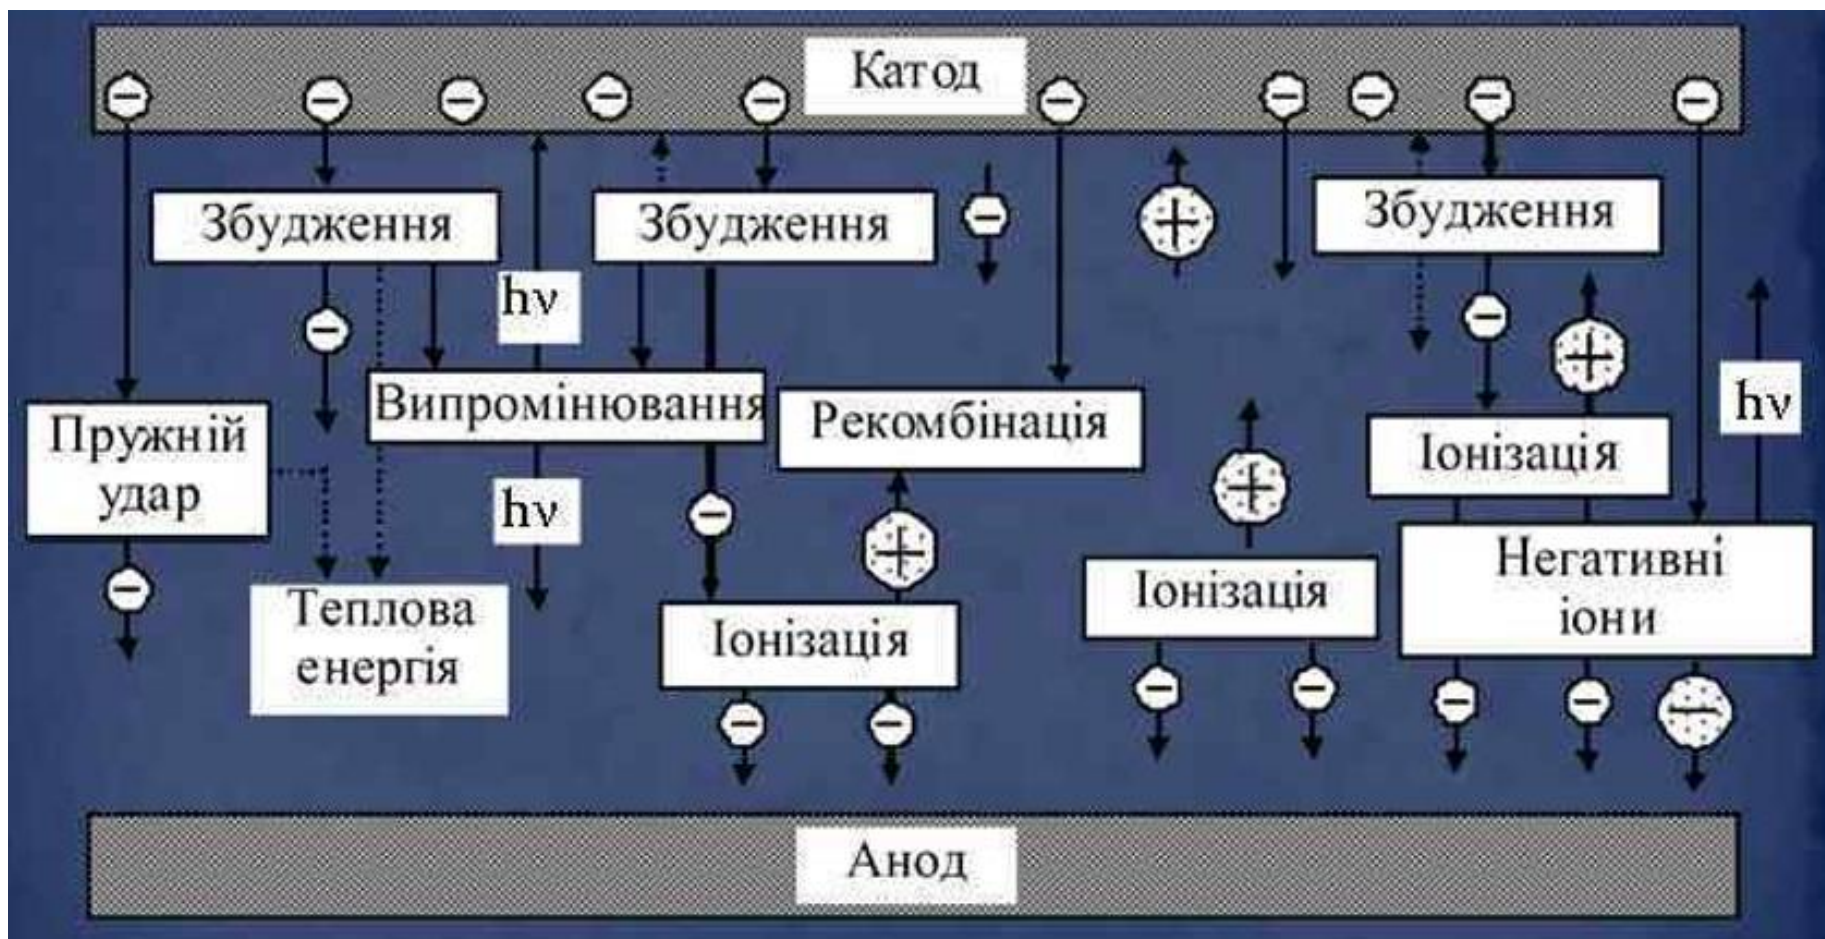 Катод
Збудження
Збудження
Збудження
hν
Випромінювання
Рекомбінація
hν
Пружній
удар
Іонізація
hν
Іонізація
Негативні
іони
Теплова
енергія
Іонізація
Анод